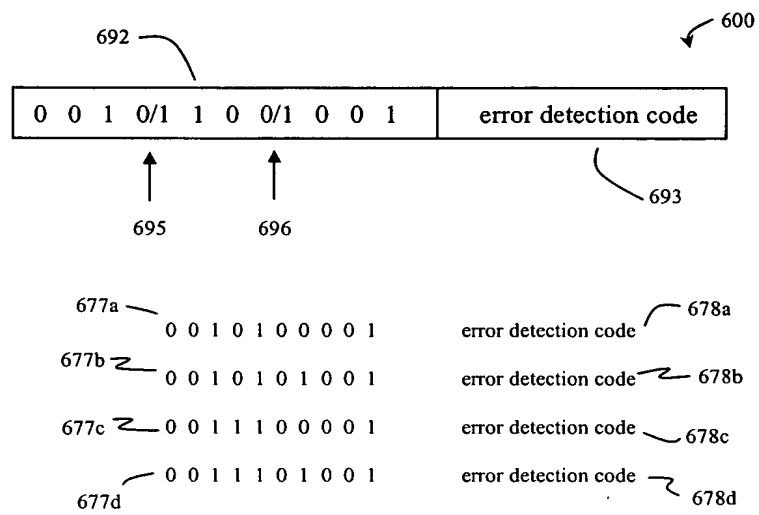 692
600
0 0 1 0/1 1 0 0/1 0 0 1 error detection code
693
695 696
677a
0 0 1 0 1 0 0 0 0 1 error detection code 678a
677b
0 0 1 0 1 0 1 0 0 1 error detection code 678b
677c 0 0 1 1 1 0 0 0 0 1 error detection code 678c
0 0 1 1 1 0 1 0 0 1 error detection code 678d
677d